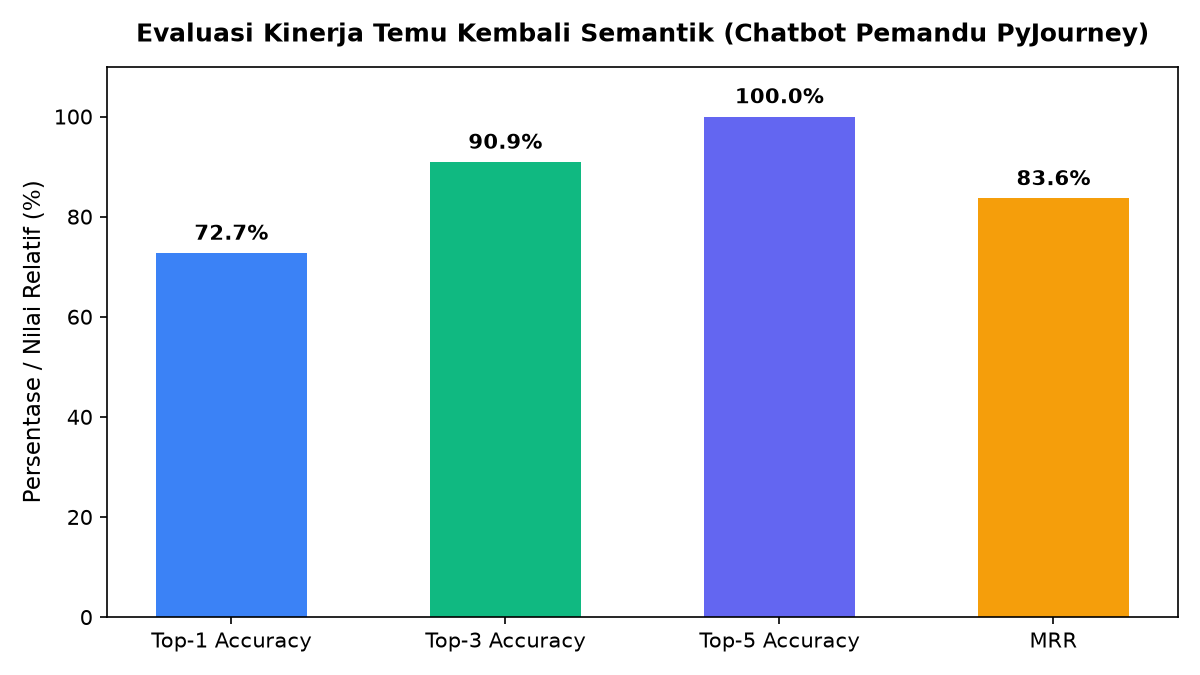 Evaluasi Kinerja Temu Kembali Semantik (Chatbot Pemandu PyJourney)
Persentase / Nilai Relatif (%)
100
80
60
40
20
0
72.7%
90.9%
100.0%
83.6%
Top-1 Accuracy
Top-3 Accuracy
Top-5 Accuracy
MRR